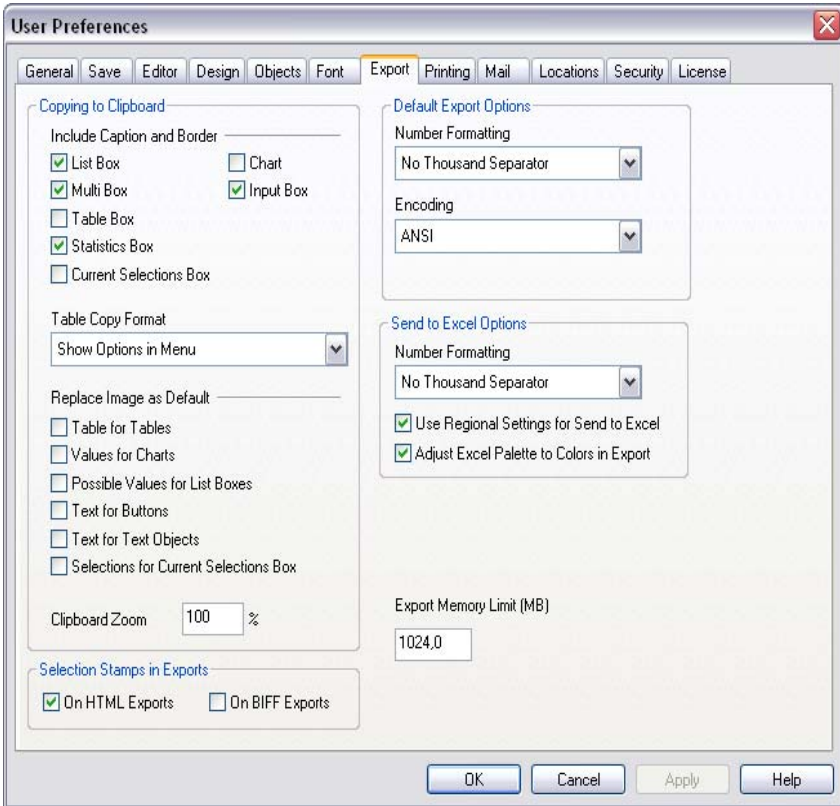 User Preferences
General Save Editor Design Objects Font Export Printing Mail Locations Security License
Copying to Clipboard
Include Caption and Border
List Box Chart
Multi Box Input Box
Table Box
Statistics Box
Current Selections Box
Table Copy Format
Show Options in Menu
Replace Image as Default
Table for Tables
Values for Charts
Possible Values for List Boxes
Text for Buttons
Text for Text Objects
Selections for Current Selections Box
Clipboard Zoom 100 %
Selection Stamps in Exports
On HTML Exports On BIFF Exports
Default Export Options
Number Formatting
No Thousand Separator
Encoding
ANSI
Send to Excel Options
Number Formatting
No Thousand Separator
Use Regional Settings for Send to Excel
Adjust Excel Palette to Colors in Export
Export Memory Limit (MB)
1024,0
OK Cancel Apply Help